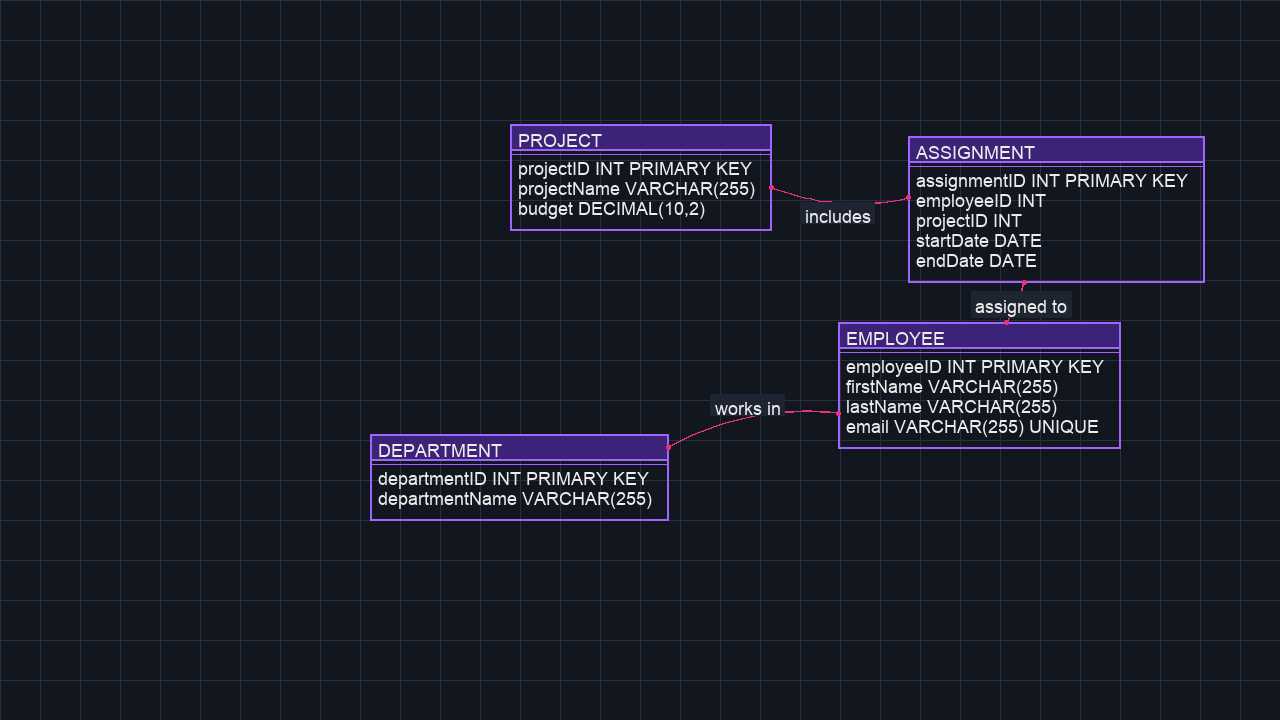 PROJECT
projectID INT PRIMARY KEY
projectName VARCHAR(255)
budget DECIMAL(10,2)
includes
ASSIGNMENT
assignmentID INT PRIMARY KEY
employeeID INT
projectID INT
startDate DATE
endDate DATE
assigned to
EMPLOYEE
employeeID INT PRIMARY KEY
firstName VARCHAR(255)
lastName VARCHAR(255)
email VARCHAR(255) UNIQUE
works in
DEPARTMENT
departmentID INT PRIMARY KEY
departmentName VARCHAR(255)